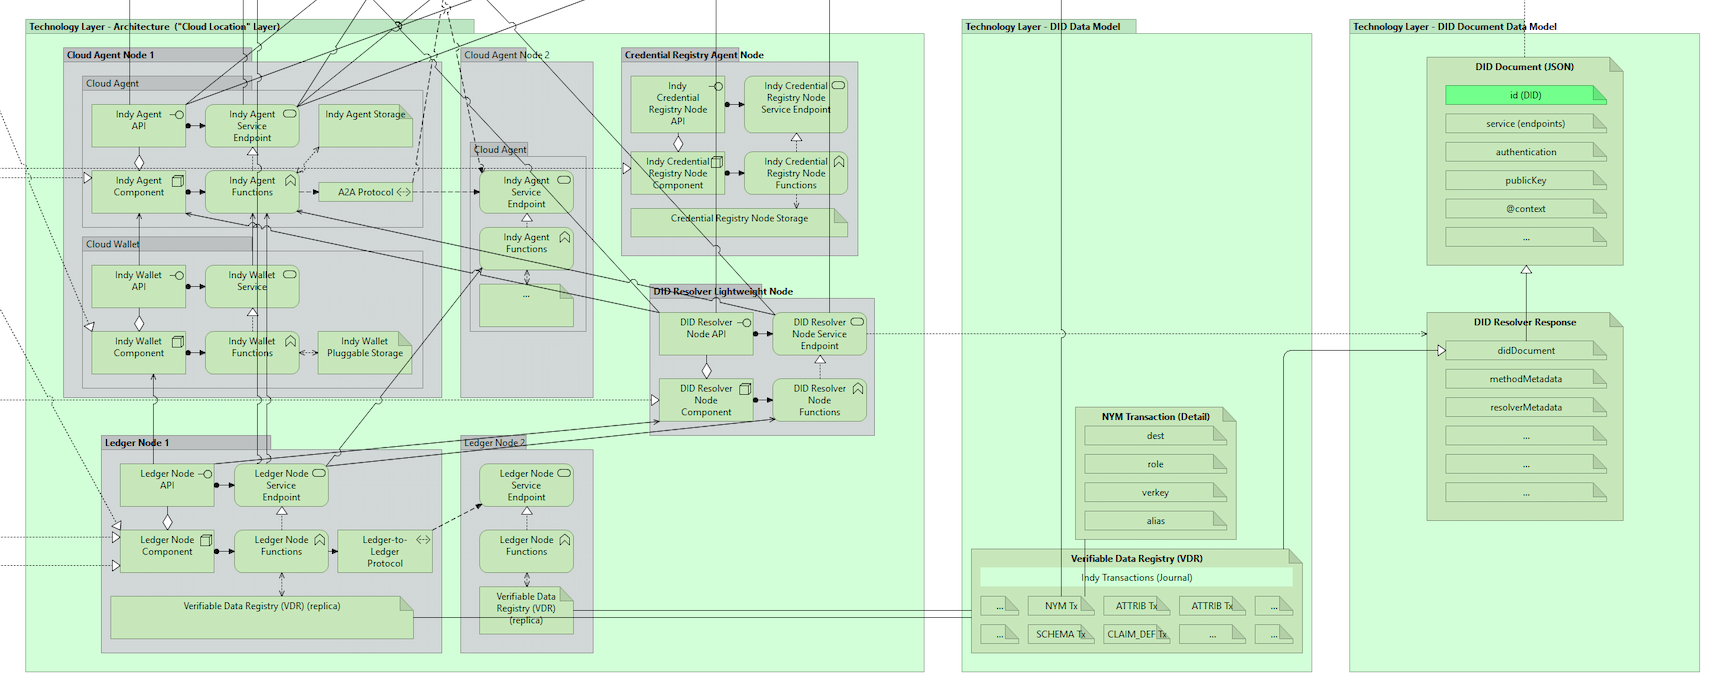 Technology Layer - Architecture ("Cloud Location" Layer)
Cloud Agent Node 1
Cloud Agent
Indy Agent
API
Indy Agent
Service
Endpoint
Indy Agent Storage
Indy Agent
Component
Indy Agent
Functions
A2A Protocol
Cloud Wallet
Indy Wallet
API
Indy Wallet
Service
Indy Wallet
Component
Indy Wallet
Functions
Indy Wallet
Pluggable Storage
Cloud Agent Node 2
Cloud Agent
Indy Agent
Service
Endpoint
Indy Agent
Functions
...
Credential Registry Agent Node
Indy
Credential
Registry Node
API
Indy Credential
Registry Node
Service Endpoint
Indy Credential
Registry Node
Component
Indy Credential
Registry Node
Functions
Credential Registry Node Storage
DID Resolver Lightweight Node
DID Resolver
Node API
DID Resolver
Node Service
Endpoint
DID Resolver
Node
Component
DID Resolver
Node
Functions
Ledger Node 1
Ledger Node
API
Ledger Node
Service
Endpoint
Ledger Node
Component
Ledger Node
Functions
Ledger-to-
Ledger
Protocol
Verifiable Data Registry (VDR) (replica)
Ledger Node 2
Ledger Node
Service
Endpoint
Ledger Node
Functions
Verifiable Data
Registry (VDR)
(replica)
Technology Layer - DID Data Model
NYM Transaction (Detail)
dest
role
verkey
alias
Verifiable Data Registry (VDR)
Indy Transactions (Journal)
...
NYM Tx
ATTRIB Tx
ATTRIB Tx
...
...
SCHEMA Tx
CLAIM_DEF Tx
...
...
Technology Layer - DID Document Data Model
DID Document (JSON)
id (DID)
service (endpoints)
authentication
publicKey
@context
...
DID Resolver Response
didDocument
methodMetadata
resolverMetadata
...
...
...